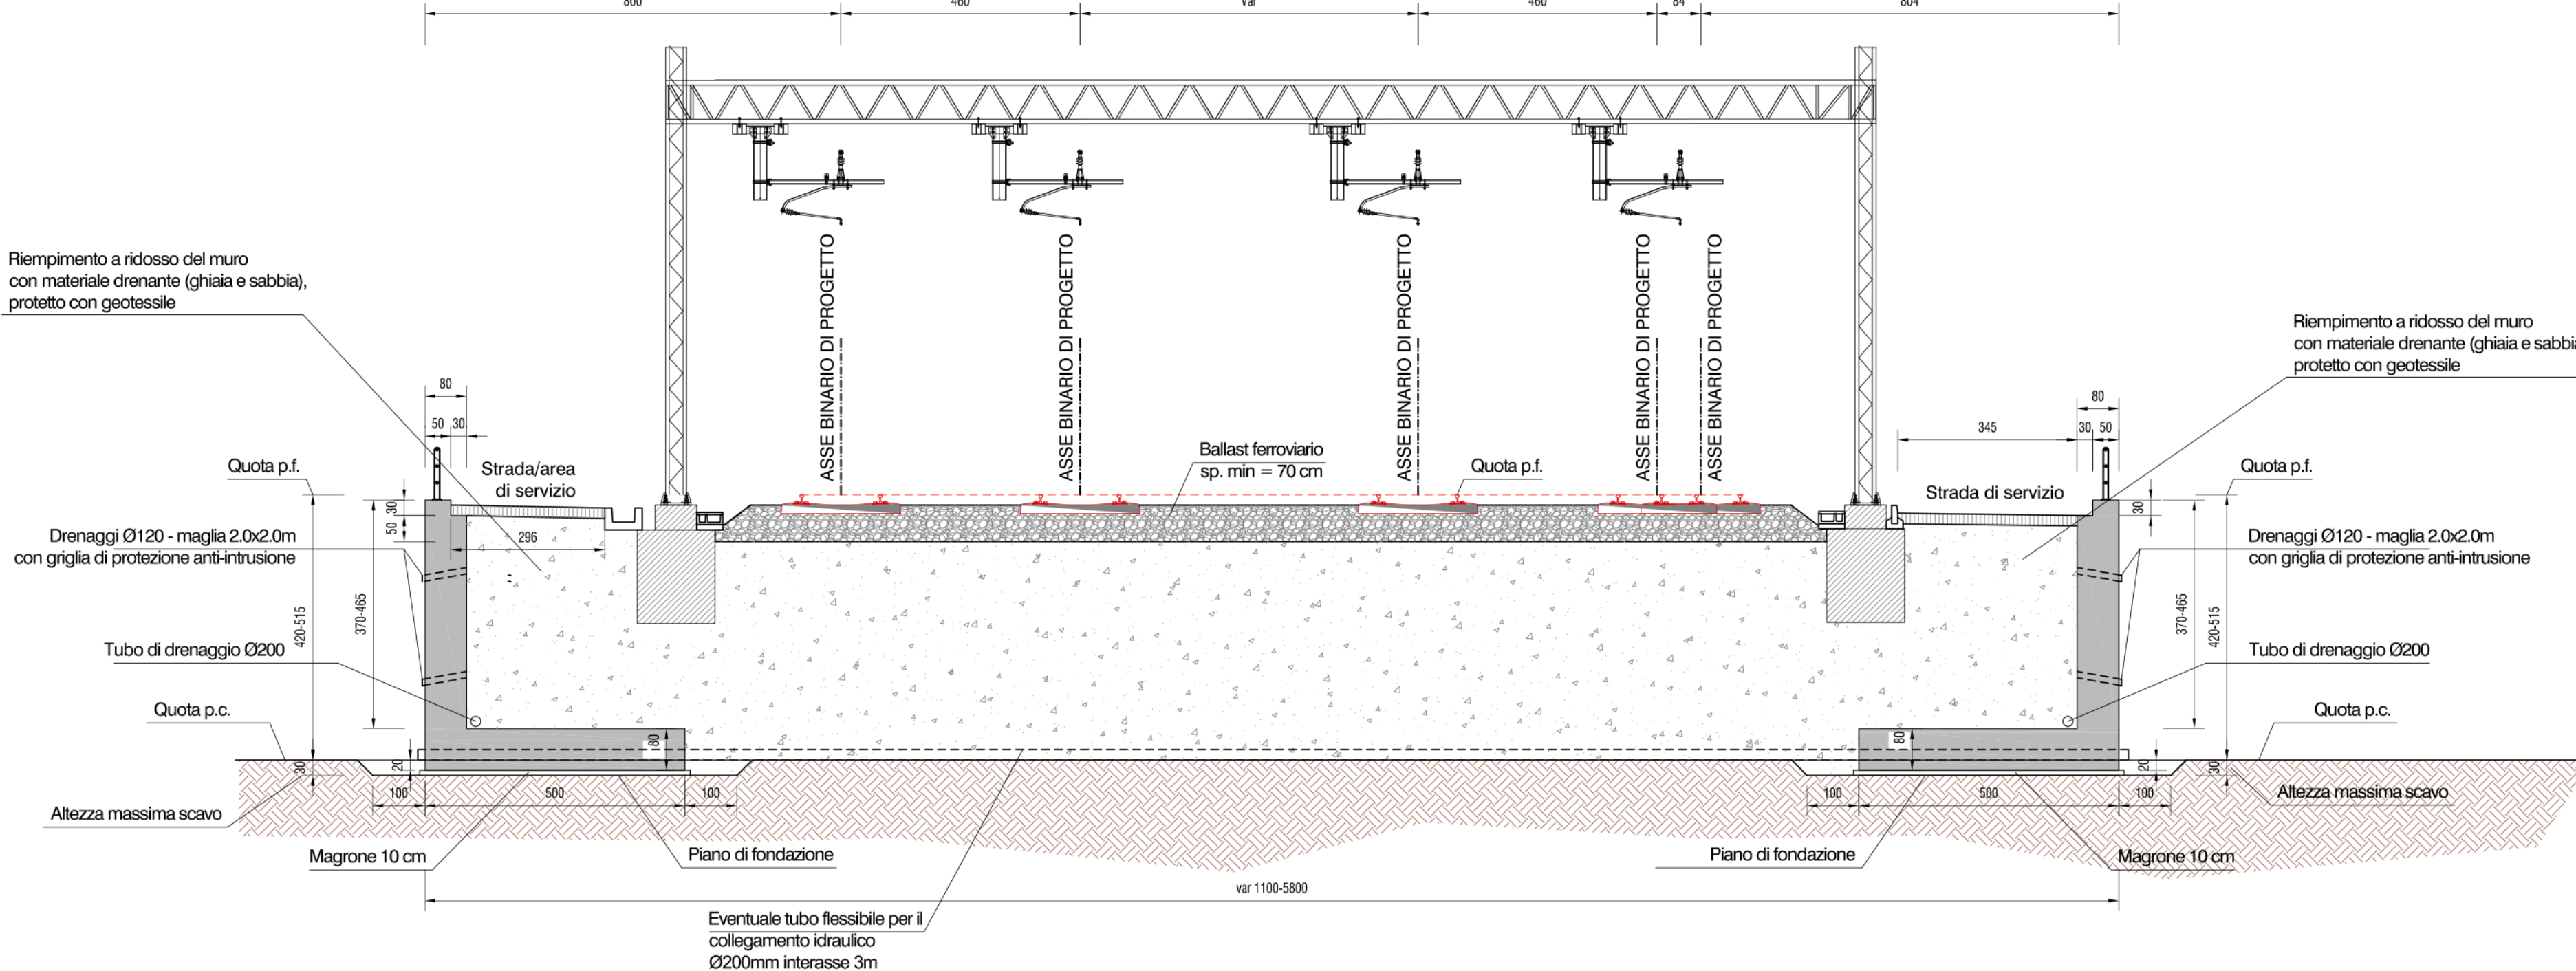 800 460 var 460 84 804
ASSE BINARIO DI PROGETTO
ASSE BINARIO DI PROGETTO
ASSE BINARIO DI PROGETTO
ASSE BINARIO DI PROGETTO
ASSE BINARIO DI PROGETTO
Riempimento a ridosso del muro
con materiale drenante (ghiaia e sabbia),
protetto con geotessile
Riempimento a ridosso del muro
con materiale drenante (ghiaia e sabbia
protetto con geotessile
80
50 30
80
345 30 50
Quota p.f.
Strada/area
di servizio
Ballast ferroviario
sp. min = 70 cm
Quota p.f.
Strada di servizio
Quota p.f.
30
50
296
30
Drenaggi Ø120 - maglia 2.0x2.0m
con griglia di protezione anti-intrusione
Drenaggi Ø120 - maglia 2.0x2.0m
con griglia di protezione anti-intrusione
420-515
370-465
370-465
420-515
Tubo di drenaggio Ø200
Tubo di drenaggio Ø200
Quota p.c.
Quota p.c.
80
80
30
20
20
30
100 500 100
100 500 100
Altezza massima scavo
Altezza massima scavo
Magrone 10 cm
Piano di fondazione
Piano di fondazione
Magrone 10 cm
var 1100-5800
Eventuale tubo flessibile per il
collegamento idraulico
Ø200mm interasse 3m